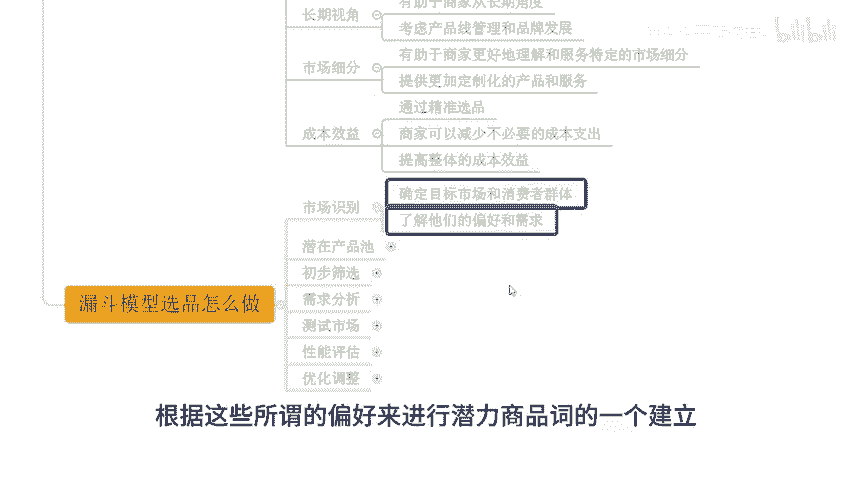 长期视角
有助于商家从长期角度
考虑产品线管理和品牌发展
市场细分
有助于商家更好地理解和服务特定的市场细分
提供更加定制化的产品和服务
成本效益
通过精准选品
商家可以减少不必要的成本支出
提高整体的成本效益
市场识别
确定目标市场和消费者群体
了解他们的偏好和需求
潜在产品池
初步筛选
需求分析
测试市场
性能评估
优化调整
漏斗模型选品怎么做
根据这些所谓的偏好来进行潜力商品词的一个建立
bilibili